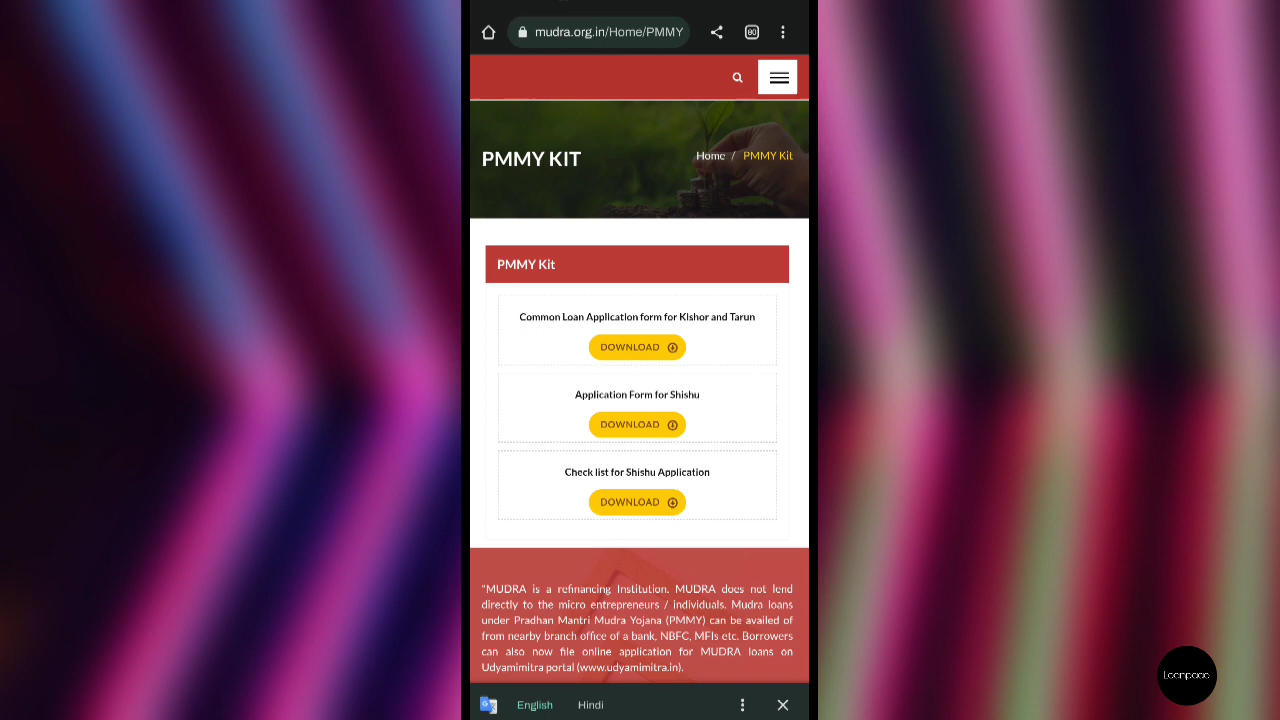 mudra.org.in/Home/PMMY
80
PMMY KIT
Home / PMMY Kit
PMMY Kit
Common Loan Application form for Kishor and Tarun
DOWNLOAD
Application Form for Shishu
DOWNLOAD
Check list for Shishu Application
DOWNLOAD
"MUDRA is a refinancing Institution. MUDRA does not lend
directly to the micro entrepreneurs / individuals. Mudra loans
under Pradhan Mantri Mudra Yojana (PMMY) can be availed of
from nearby branch office of a bank, NBFC, MFIs etc. Borrowers
can also now file online application for MUDRA loans on
Udyamimitra portal (www.udyamimitra.in).
English Hindi